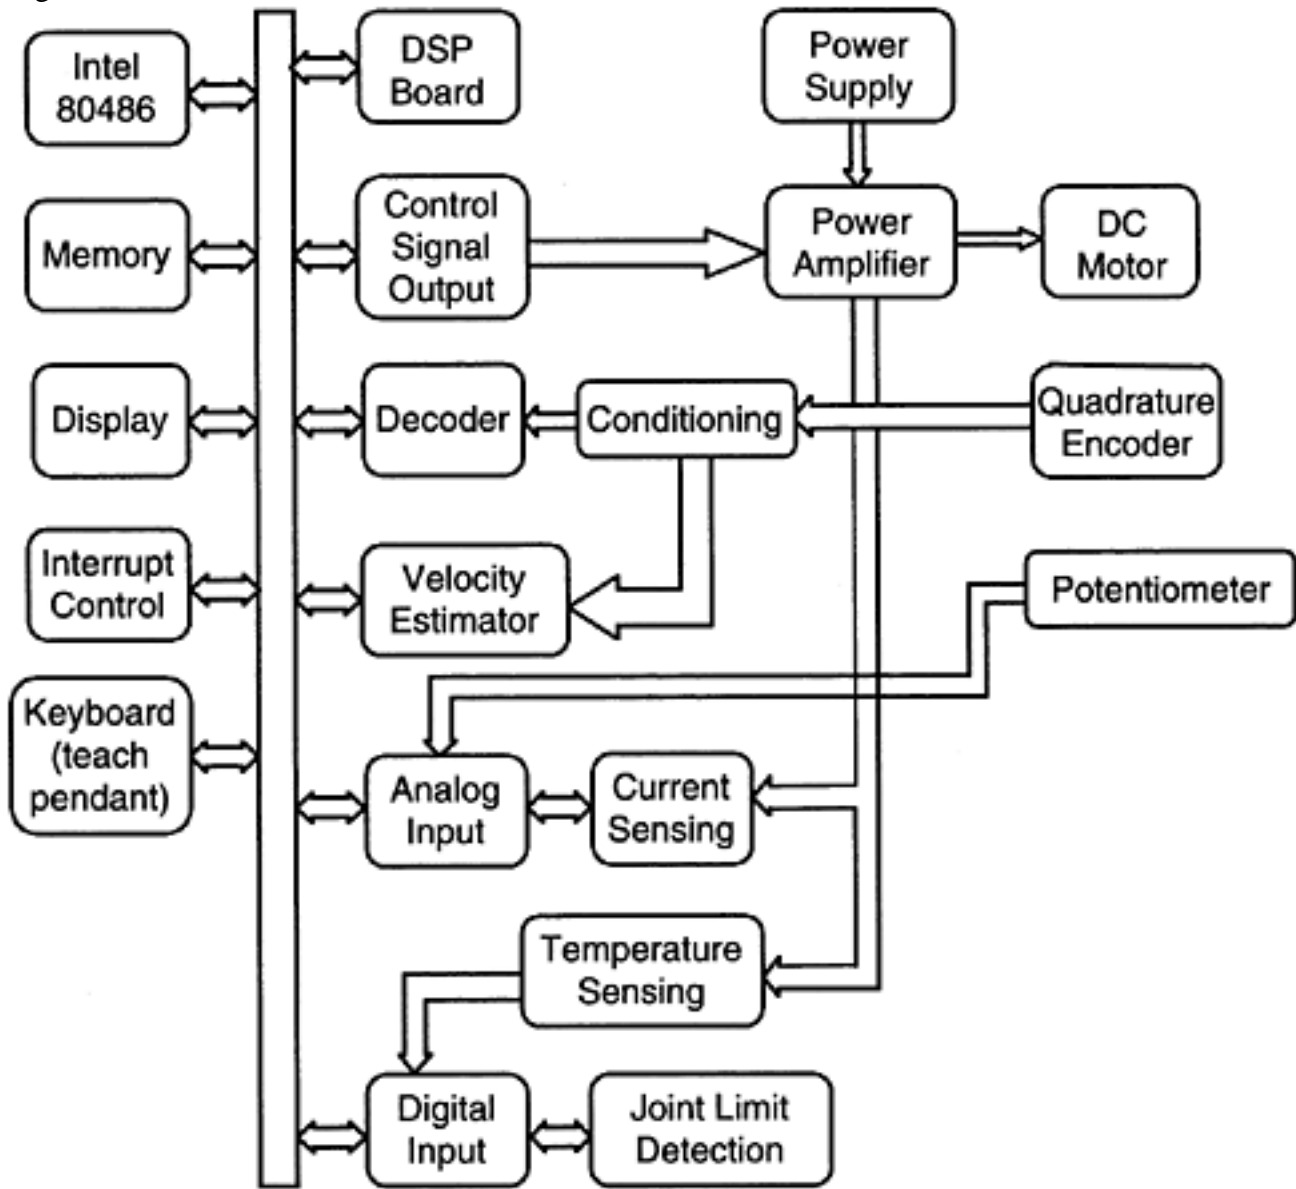 Intel
80486
DSP
Board
Power
Supply
Memory
Control
Signal
Output
Power
Amplifier
DC
Motor
Display
Decoder
Conditioning
Quadrature
Encoder
Interrupt
Control
Velocity
Estimator
Potentiometer
Keyboard
(teach
pendant)
Analog
Input
Current
Sensing
Temperature
Sensing
Digital
Input
Joint Limit
Detection